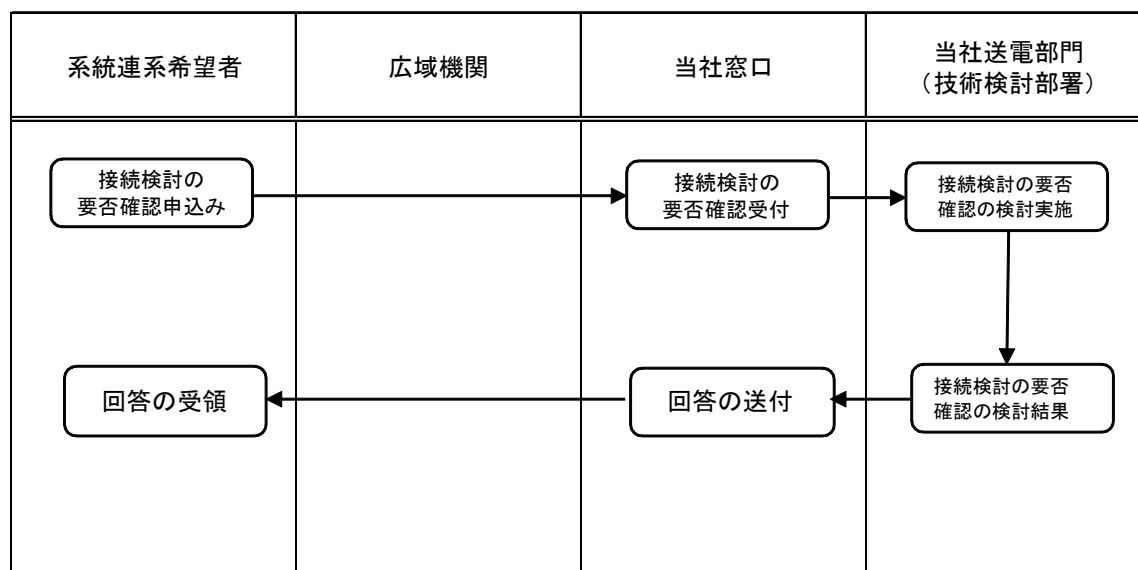 系統連系希望者
広域機関
当社窓口
当社送電部門
（技術検討部署）
接続検討の
要否確認申込み
接続検討の
要否確認受付
接続検討の要否
確認の検討実施
回答の受領
回答の送付
接続検討の要否
確認の検討結果